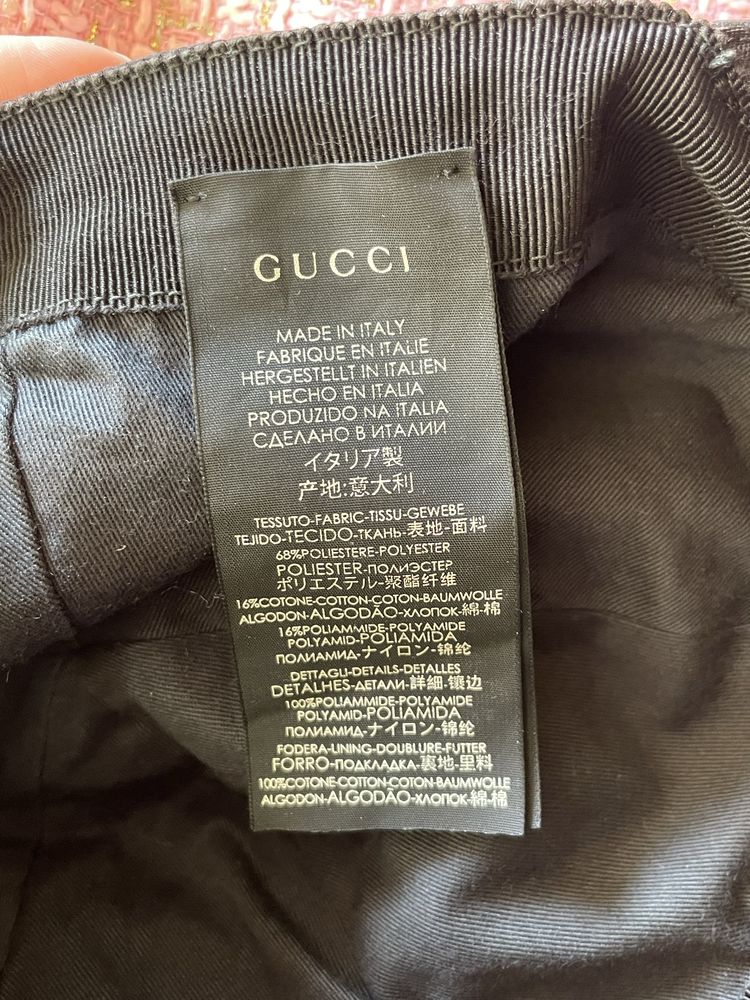 GUCCI
MADE IN ITALY
FABRIQUE EN ITALIE
HERGESTELLT IN ITALIEN
HECHO EN ITALIA
PRODUZIDO NA ITALIA
СДЕЛАНО В ИТАЛИИ
イタリア製
产地:意大利
TESSUTO-FABRIC-TISSU-GEWEBE
TEJIDO-TECIDO-ТКАНЬ-表地-面料
68%POLIESTERE-POLYESTER
POLIESTER-ПОЛИЭСТЕР
ポリエステル-聚酯纤维
16%COTONE-COTTON-COTON-BAUMWOLLE
ALGODON-ALGODÃO-ХЛОПОК-綿-棉
16%POLIAMMIDE-POLYAMIDE
POLYAMID-POLIAMIDA
ПОЛИАМИД-ナイロン-锦纶
DETTAGLI-DETAILS-DETALLES
DETALHES-ДЕТАЛИ-詳細-镶边
100%POLIAMMIDE-POLYAMIDE
POLYAMID-POLIAMIDA
ПОЛИАМИД-ナイロン-锦纶
FODERA-LINING-DOUBLURE-FUTTER
FORRO-ПОДКЛАДКА-裏地-里料
100%COTONE-COTTON-COTON-BAUMWOLLE
ALGODON-ALGODÃO-ХЛОПОК-綿-棉